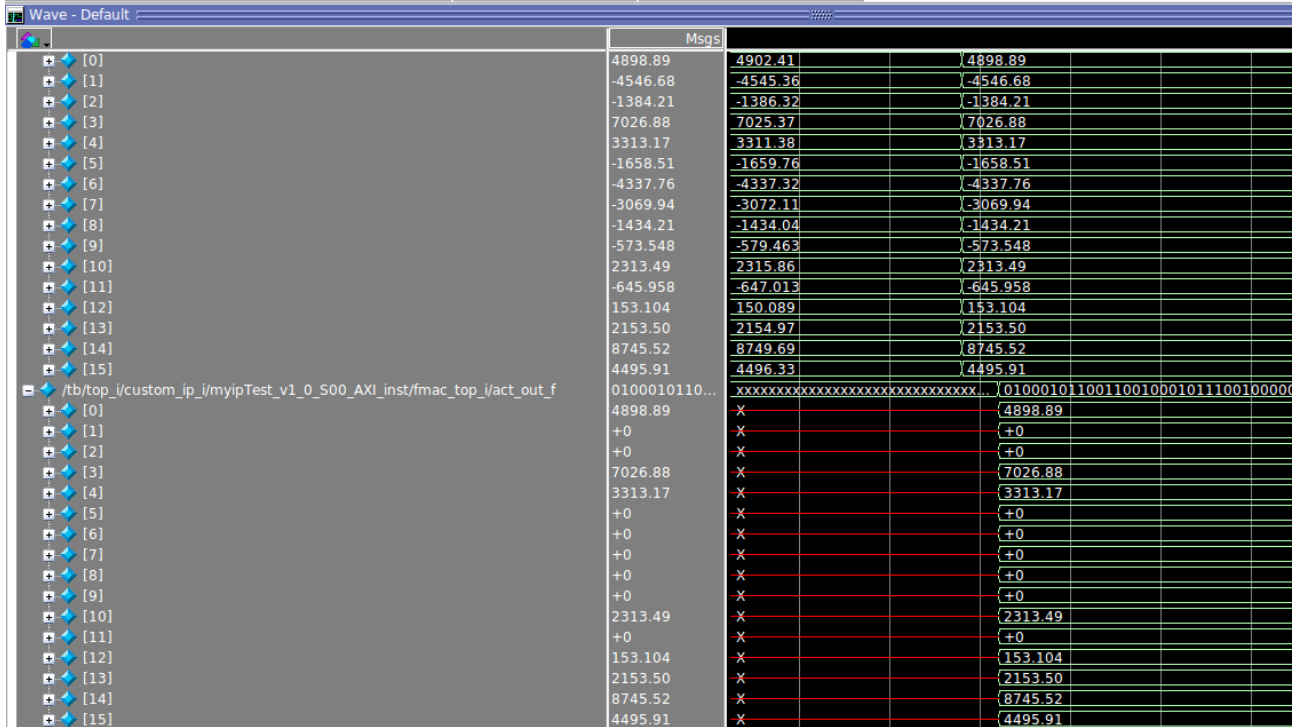 Wave - Default
Msgs
[0] 4898.89 4902.41 4898.89
[1] -4546.68 -4545.36 -4546.68
[2] -1384.21 -1386.32 -1384.21
[3] 7026.88 7025.37 7026.88
[4] 3313.17 3311.38 3313.17
[5] -1658.51 -1659.76 -1658.51
[6] -4337.76 -4337.32 -4337.76
[7] -3069.94 -3072.11 -3069.94
[8] -1434.21 -1434.04 -1434.21
[9] -573.548 -579.463 -573.548
[10] 2313.49 2315.86 2313.49
[11] -645.958 -647.013 -645.958
[12] 153.104 150.089 153.104
[13] 2153.50 2154.97 2153.50
[14] 8745.52 8749.69 8745.52
[15] 4495.91 4496.33 4495.91
/tb/top_i/custom_ip_i/myipTest_v1_0_S00_AXI_inst/fmac_top_i/act_out_f 0100010110... xxxxxxxxxxxxxxxxxxxxxxxxxxxxx... 01000101100110010001011100100000
[0] 4898.89 X 4898.89
[1] +0 X +0
[2] +0 X +0
[3] 7026.88 X 7026.88
[4] 3313.17 X 3313.17
[5] +0 X +0
[6] +0 X +0
[7] +0 X +0
[8] +0 X +0
[9] +0 X +0
[10] 2313.49 X 2313.49
[11] +0 X +0
[12] 153.104 X 153.104
[13] 2153.50 X 2153.50
[14] 8745.52 X 8745.52
[15] 4495.91 X 4495.91